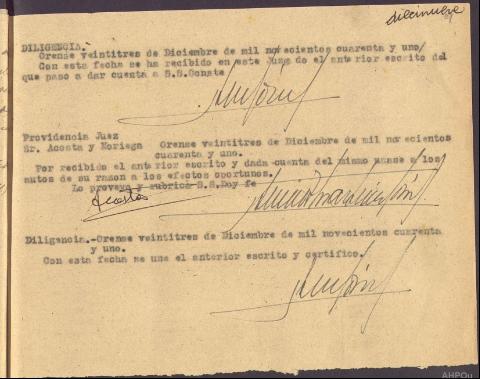 diecinueve
DILIGENCIA.
Orense veintitres de Diciembre de mil novecientos cuarenta y uno/
Con esta fecha se ha recibido en este Juzgado el anterior escrito del
que paso a dar cuenta a S.S. Conste
Providencia Juez
Sr. Acosta y Noriega Orense veintitres de Diciembre de mil novecientos
cuarenta y uno.
Por recibido el anterior escrito y dada cuenta del mismo unase a los
autos de su razon a los efectos oportunos.
Lo proveyo y rubrica S.S. Doy fe
Acosta
Diligencia.-Orense veintitres de Diciembre de mil novecientos cuarenta
y uno.
Con esta fecha se une el anterior escrito y certifico.
AHPOu